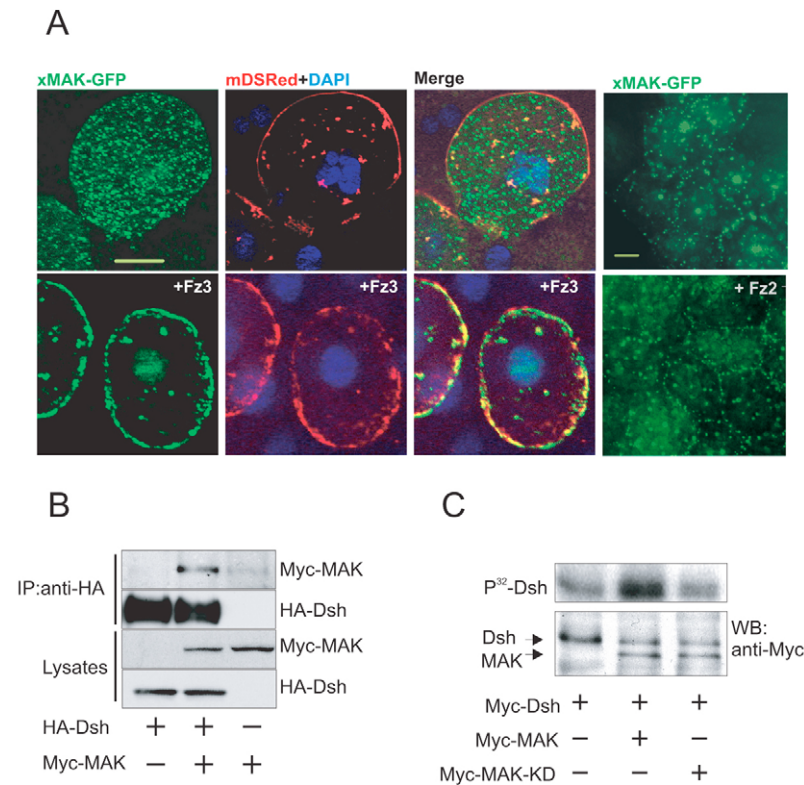 A
xMAK-GFP
mDSRed+DAPI
Merge
xMAK-GFP
+Fz3
+Fz3
+Fz3
+ Fz2
B
IP:anti-HA
Myc-MAK
HA-Dsh
Lysates
Myc-MAK
HA-Dsh
HA-Dsh + + −
Myc-MAK − + +
C
P³²-Dsh
Dsh
MAK
WB:
anti-Myc
Myc-Dsh + + +
Myc-MAK − + −
Myc-MAK-KD − − +